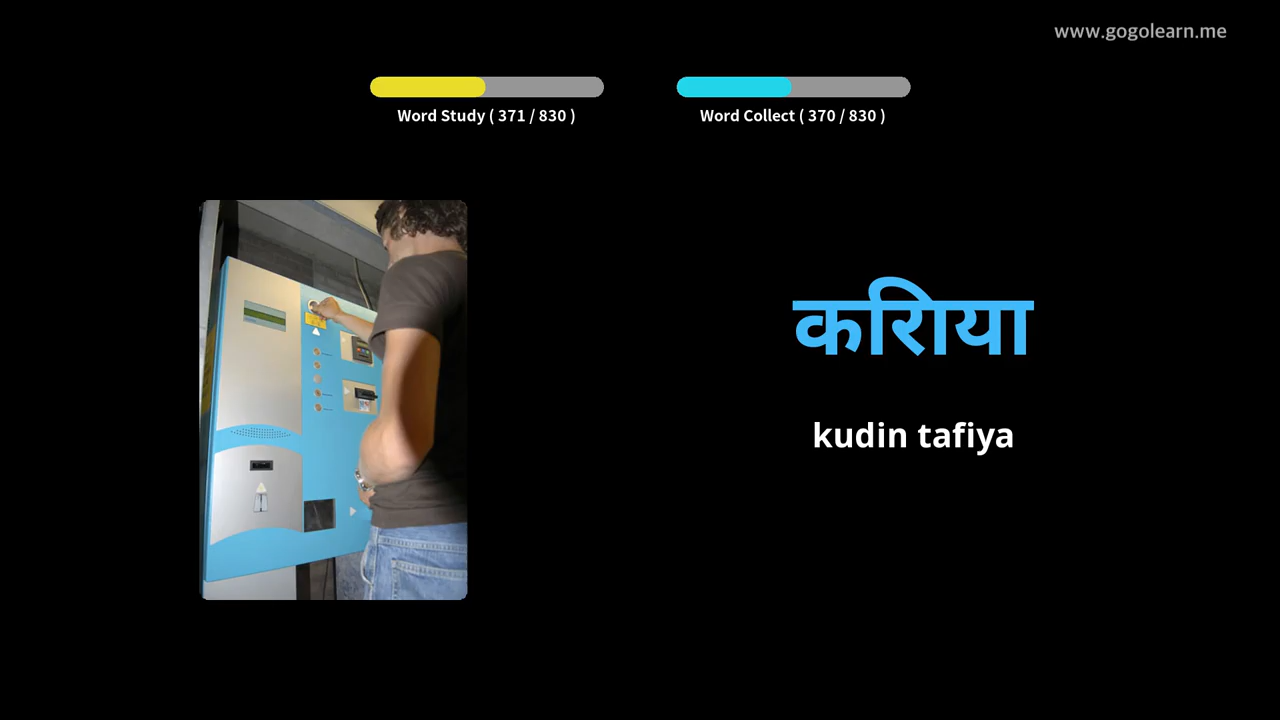 www.gogolearn.me
Word Study ( 371 / 830 )
Word Collect ( 370 / 830 )
करिाया
kudin tafiya